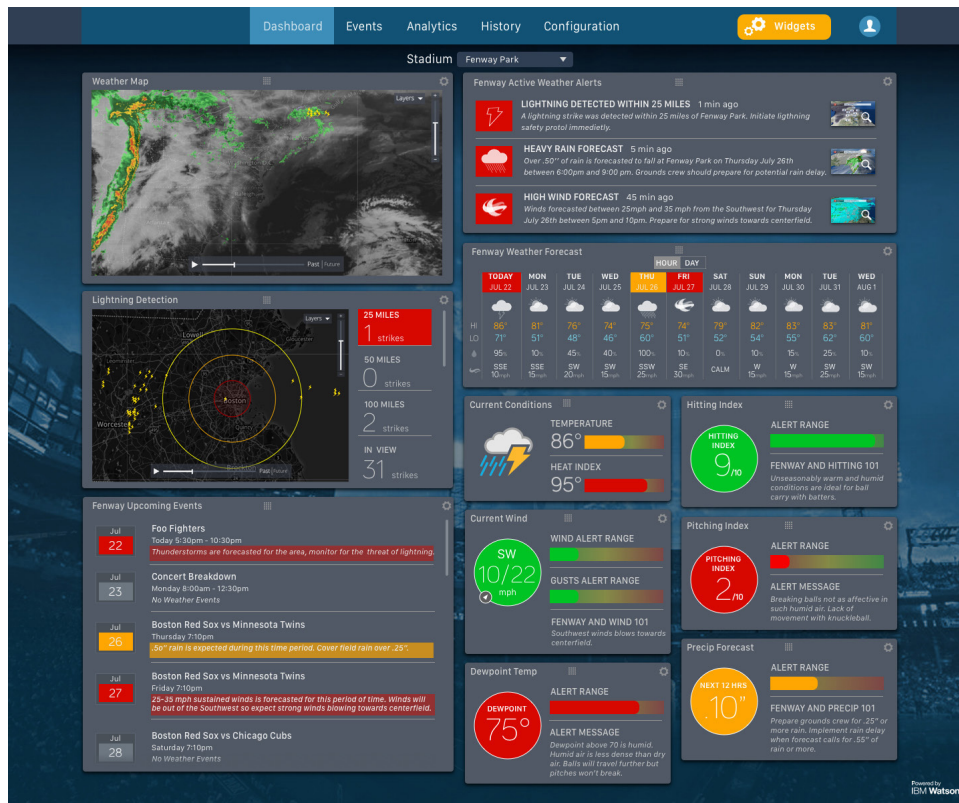 Dashboard Events Analytics History Configuration Widgets
Stadium Fenway Park
Weather Map
Layers
Past Future
Fenway Active Weather Alerts
LIGHTNING DETECTED WITHIN 25 MILES 1 min ago
A lightning strike was detected within 25 miles of Fenway Park. Initiate ligthning
safety protol immedietly.
HEAVY RAIN FORECAST 5 min ago
Over .50" of rain is forecasted to fall at Fenway Park on Thursday July 26th
between 6:00pm and 9:00 pm. Grounds crew should prepare for potential rain delay.
HIGH WIND FORECAST 45 min ago
Winds forecasted between 25mph and 35 mph from the Southwest for Thursday
July 26th between 5pm and 10pm. Prepare for strong winds towards centerfield.
Fenway Weather Forecast
HOUR DAY
TODAY MON TUE WED THU FRI SAT SUN MON TUE WED
JUL 22 JUL 23 JUL 24 JUL 25 JUL 26 JUL 27 JUL 28 JUL 29 JUL 30 JUL 31 AUG 1
HI 86° 81° 76° 74° 75° 74° 79° 82° 83° 83° 81°
LO 71° 51° 48° 46° 60° 51° 52° 54° 55° 62° 60°
95% 10% 45% 40% 100% 10% 0% 10% 15% 25% 10%
SSE SSE SW SW SSW SE CALM W W SW SW
10mph 15mph 20mph 15mph 25mph 30mph 15mph 15mph 25mph 15mph
Lightning Detection
Layers
Lowell
Gloucester
Boston
Worcester
Past Future
25 MILES
1 strikes
50 MILES
0 strikes
100 MILES
2 strikes
IN VIEW
31 strikes
Current Conditions
TEMPERATURE
86°
HEAT INDEX
95°
Hitting Index
HITTING
INDEX
9/10
ALERT RANGE
FENWAY AND HITTING 101
Unseasonably warm and humid
conditions are ideal for ball
carry with batters.
Fenway Upcoming Events
Jul
22
Foo Fighters
Today 5:30pm - 10:30pm
Thunderstorms are forecasted for the area, monitor for the threat of lightning.
Jul
23
Concert Breakdown
Monday 8:00am - 12:30pm
No Weather Events
Jul
26
Boston Red Sox vs Minnesota Twins
Thursday 7:10pm
.5o" rain is expected during this time period. Cover field rain over .25".
Jul
27
Boston Red Sox vs Minnesota Twins
Friday 7:10pm
25-35 mph sustained winds is forecasted for this period of time. Winds will
be out of the Southwest so expect strong winds blowing towards centerfield.
Jul
28
Boston Red Sox vs Chicago Cubs
Saturday 7:10pm
No Weather Events
Current Wind
SW
10/22
mph
WIND ALERT RANGE
GUSTS ALERT RANGE
FENWAY AND WIND 101
Southwest winds blows towards
centerfield.
Pitching Index
PITCHING
INDEX
2/10
ALERT RANGE
ALERT MESSAGE
Breaking balls not as affective in
such humid air. Lack of
movement with knuckleball.
Dewpoint Temp
DEWPOINT
75°
ALERT RANGE
ALERT MESSAGE
Dewpoint above 70 is humid.
Humid air is less dense than dry
air. Balls will travel further but
pitches won't break.
Precip Forecast
NEXT 12 HRS
.10"
ALERT RANGE
FENWAY AND PRECIP 101
Prepare grounds crew for .25" or
more rain. Implement rain delay
when forecast calls for .55" of
rain or more.
Powered by
IBM Watson